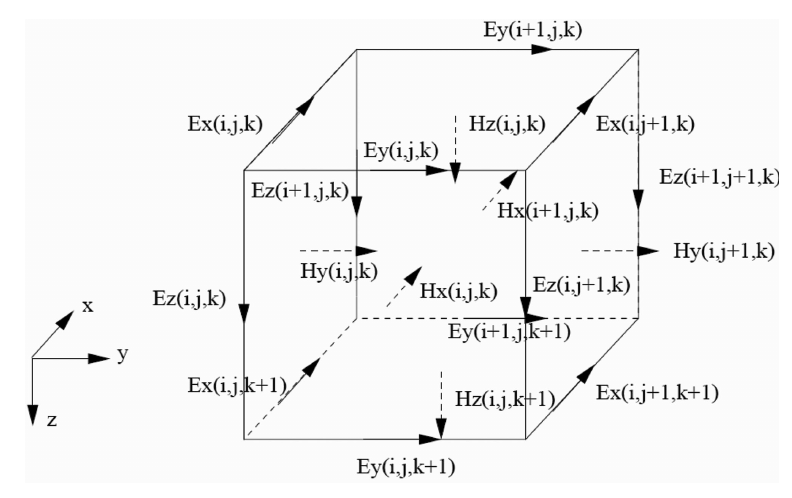 Ey(i+1,j,k)
Ex(i,j,k)
Hz(i,j,k)
Ex(i,j+1,k)
Ey(i,j,k)
Ez(i+1,j,k)
Ez(i+1,j+1,k)
Hx(i+1,j,k)
Hy(i,j,k)
Hy(i,j+1,k)
Hx(i,j,k)
Ez(i,j+1,k)
Ez(i,j,k)
x
Ey(i+1,j,k+1)
y
Ex(i,j,k+1)
Hz(i,j,k+1)
Ex(i,j+1,k+1)
z
Ey(i,j,k+1)